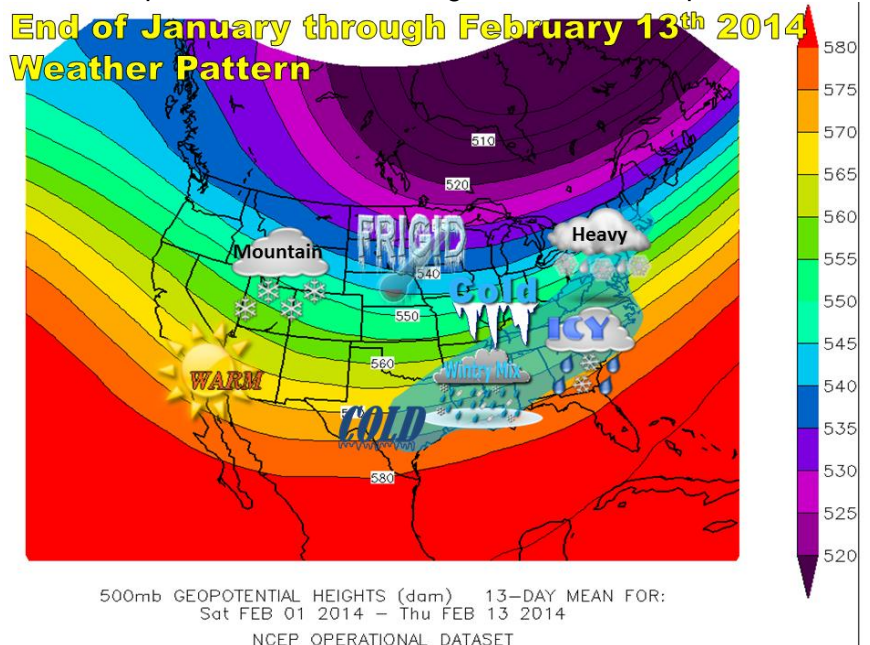 End of January through February 13th 2014
Weather Pattern
580
575
570
565
560
555
550
545
540
535
530
525
520
510
520
FRIGID
Heavy
Mountain
540
Cold
550
ICY
560
Wintry Mix
WARM
COLD
580
500mb GEOPOTENTIAL HEIGHTS (dam) 13-DAY MEAN FOR:
Sat FEB 01 2014 – Thu FEB 13 2014
NCEP OPERATIONAL DATASET